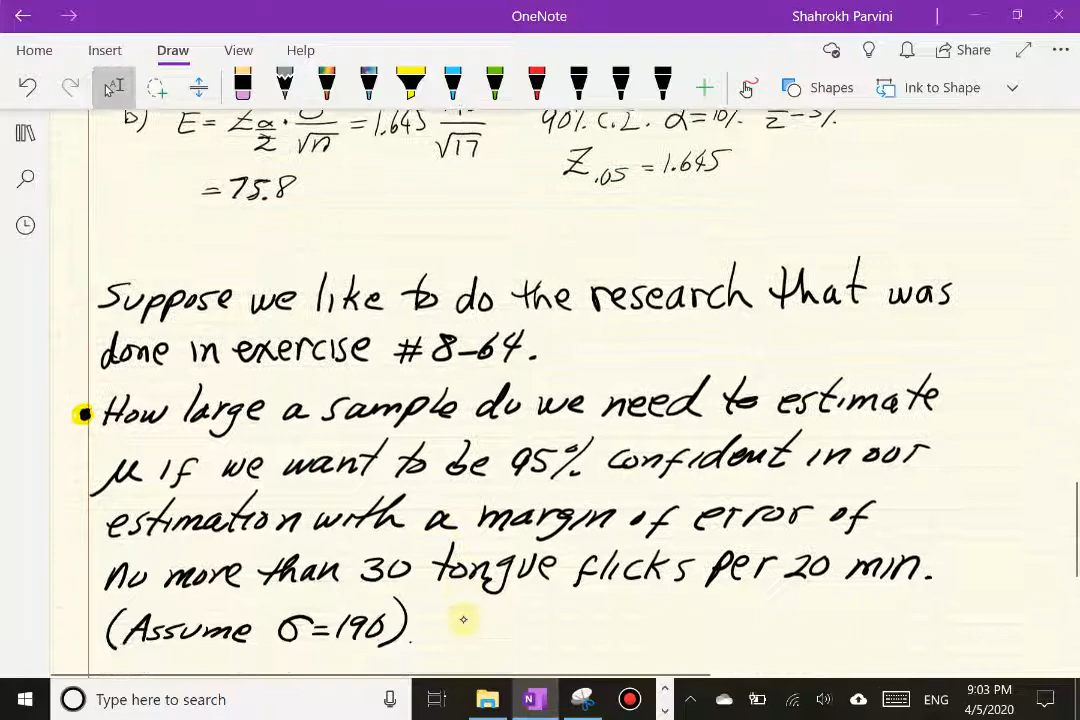 OneNote
Shahrokh Parvini
Home Insert Draw View Help
Share
Shapes
Ink to Shape
b) E = Z α/2 · σ/√n = 1.645 /√17
90% C.L. α=10% α/2 = 5%
= 75.8
Z.05 = 1.645
Suppose we like to do the research that was
done in exercise #8-64.
• How large a sample do we need to estimate
μ if we want to be 95% confident in our
estimation with a margin of error of
no more than 30 tongue flicks per 20 min.
(Assume σ=190).
Type here to search
ENG
9:03 PM
4/5/2020